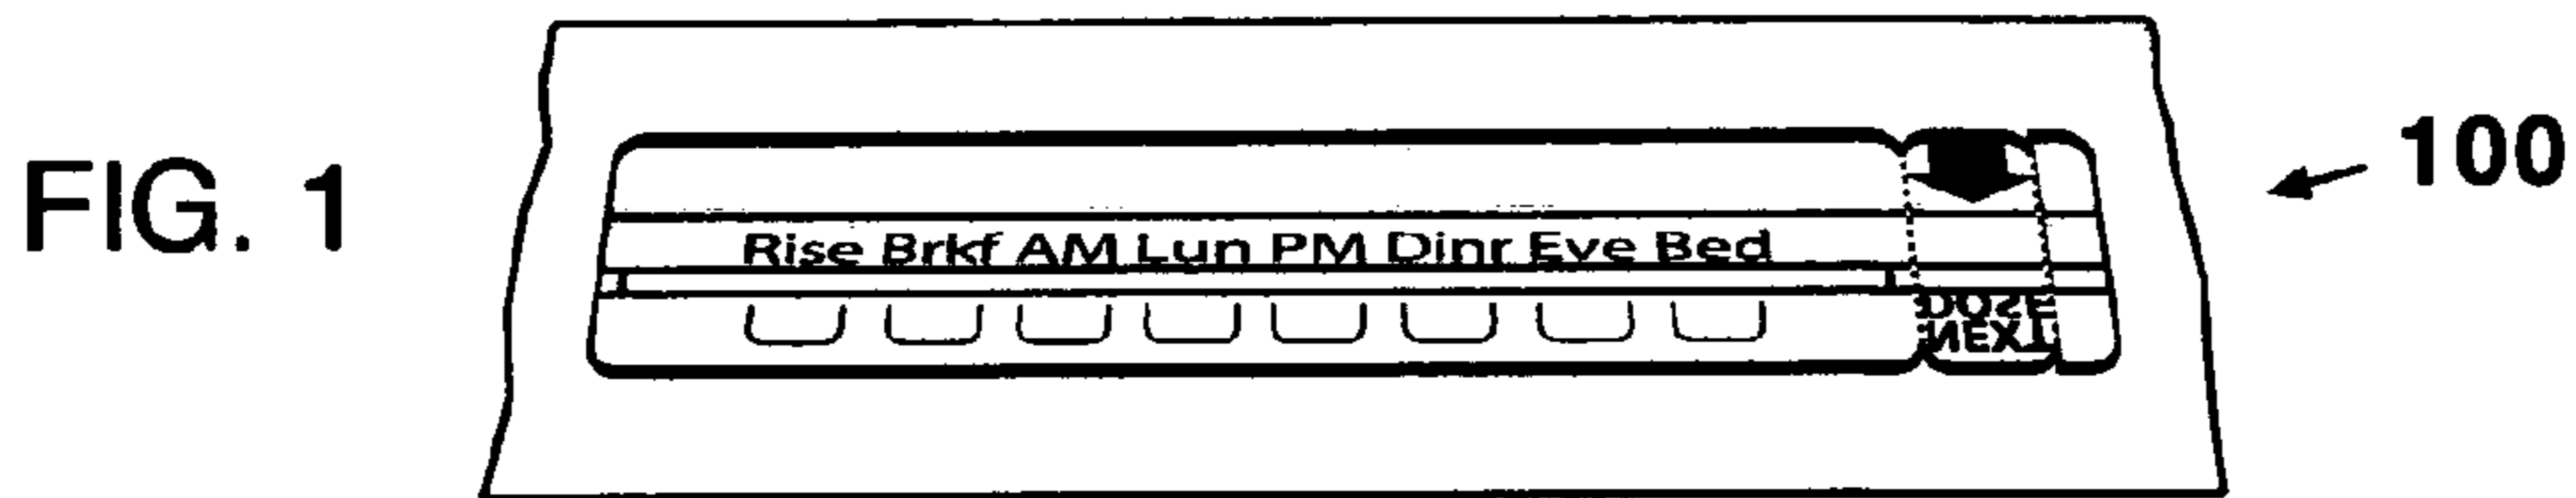 FIG. 1
100
Rise Brkf AM Lun PM Dinr Eve Bed
DOSE
NEXT